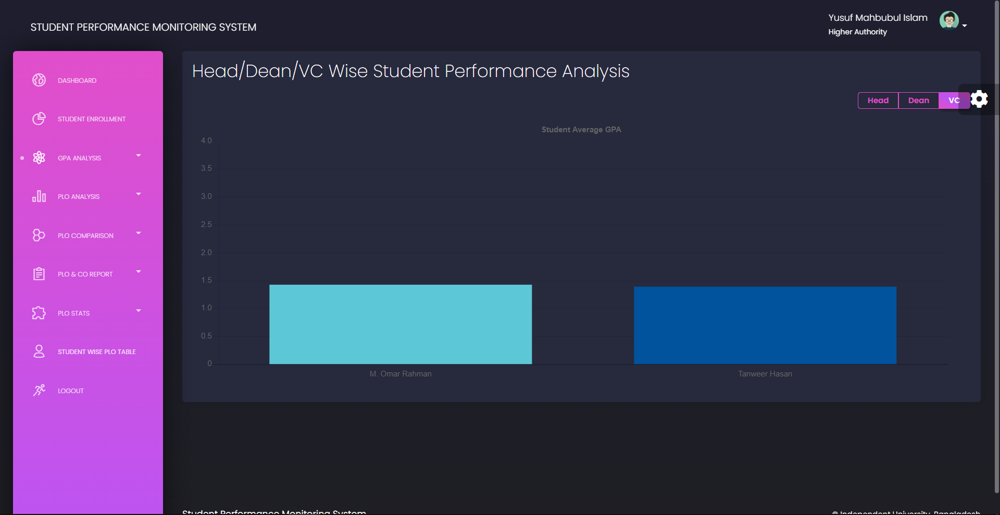 STUDENT PERFORMANCE MONITORING SYSTEM
Yusuf Mahbubul Islam
Higher Authority
DASHBOARD
STUDENT ENROLLMENT
GPA ANALYSIS
PLO ANALYSIS
PLO COMPARISON
PLO & CO REPORT
PLO STATS
STUDENT WISE PLO TABLE
LOGOUT
Head/Dean/VC Wise Student Performance Analysis
Head Dean VC
Student Average GPA
4.0
3.5
3.0
2.5
2.0
1.5
1.0
0.5
0
M. Omar Rahman Tanweer Hasan
Student Performance Monitoring System
© Independent University, Bangladesh